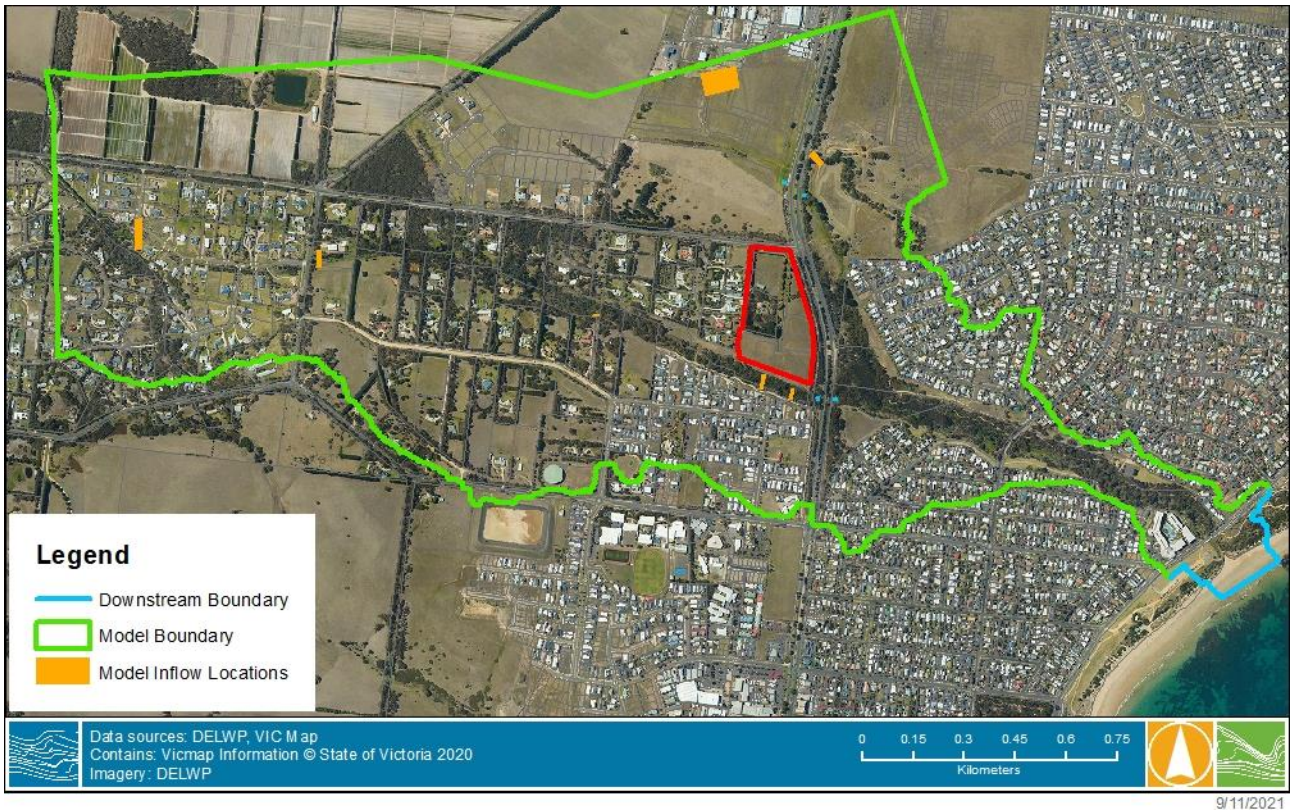 Legend
Downstream Boundary
Model Boundary
Model Inflow Locations
Data sources: DELWP, VIC Map
Contains: Vicmap Information © State of Victoria 2020
Imagery: DELWP
0 0.15 0.3 0.45 0.6 0.75
Kilometers
9/11/2021